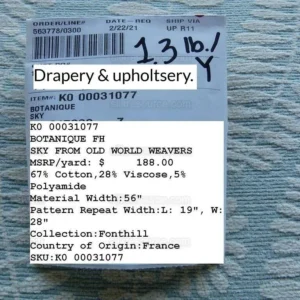 ORDER/LINE# DATE-REQ SHIP VIA
S63778/0300 2/22/21 UP R11
1.3 lb./
Y
Drapery & upholtsery.
ITEM#: K0 00031077
BOTANIQUE
SKY
K0 00031077
BOTANIQUE FH
SKY FROM OLD WORLD WEAVERS
MSRP/yard: $ 188.00
67% Cotton,28% Viscose,5%
Polyamide
Material Width:56"
Pattern Repeat Width:L: 19", W:
28"
Collection:Fonthill
Country of Origin:France
SKU:K0 00031077